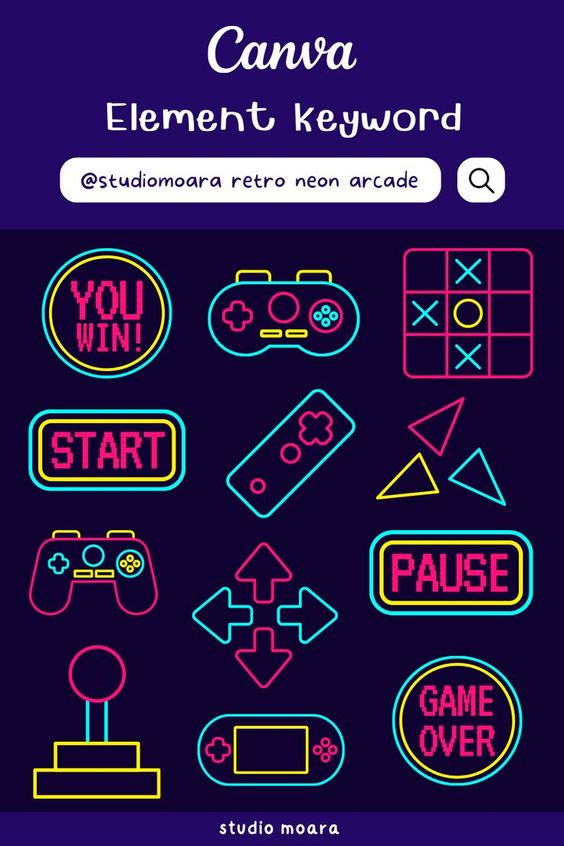 Canva
Element Keyword
@studiomoara retro neon arcade
YOU
WIN!
START
PAUSE
GAME
OVER
studio moara